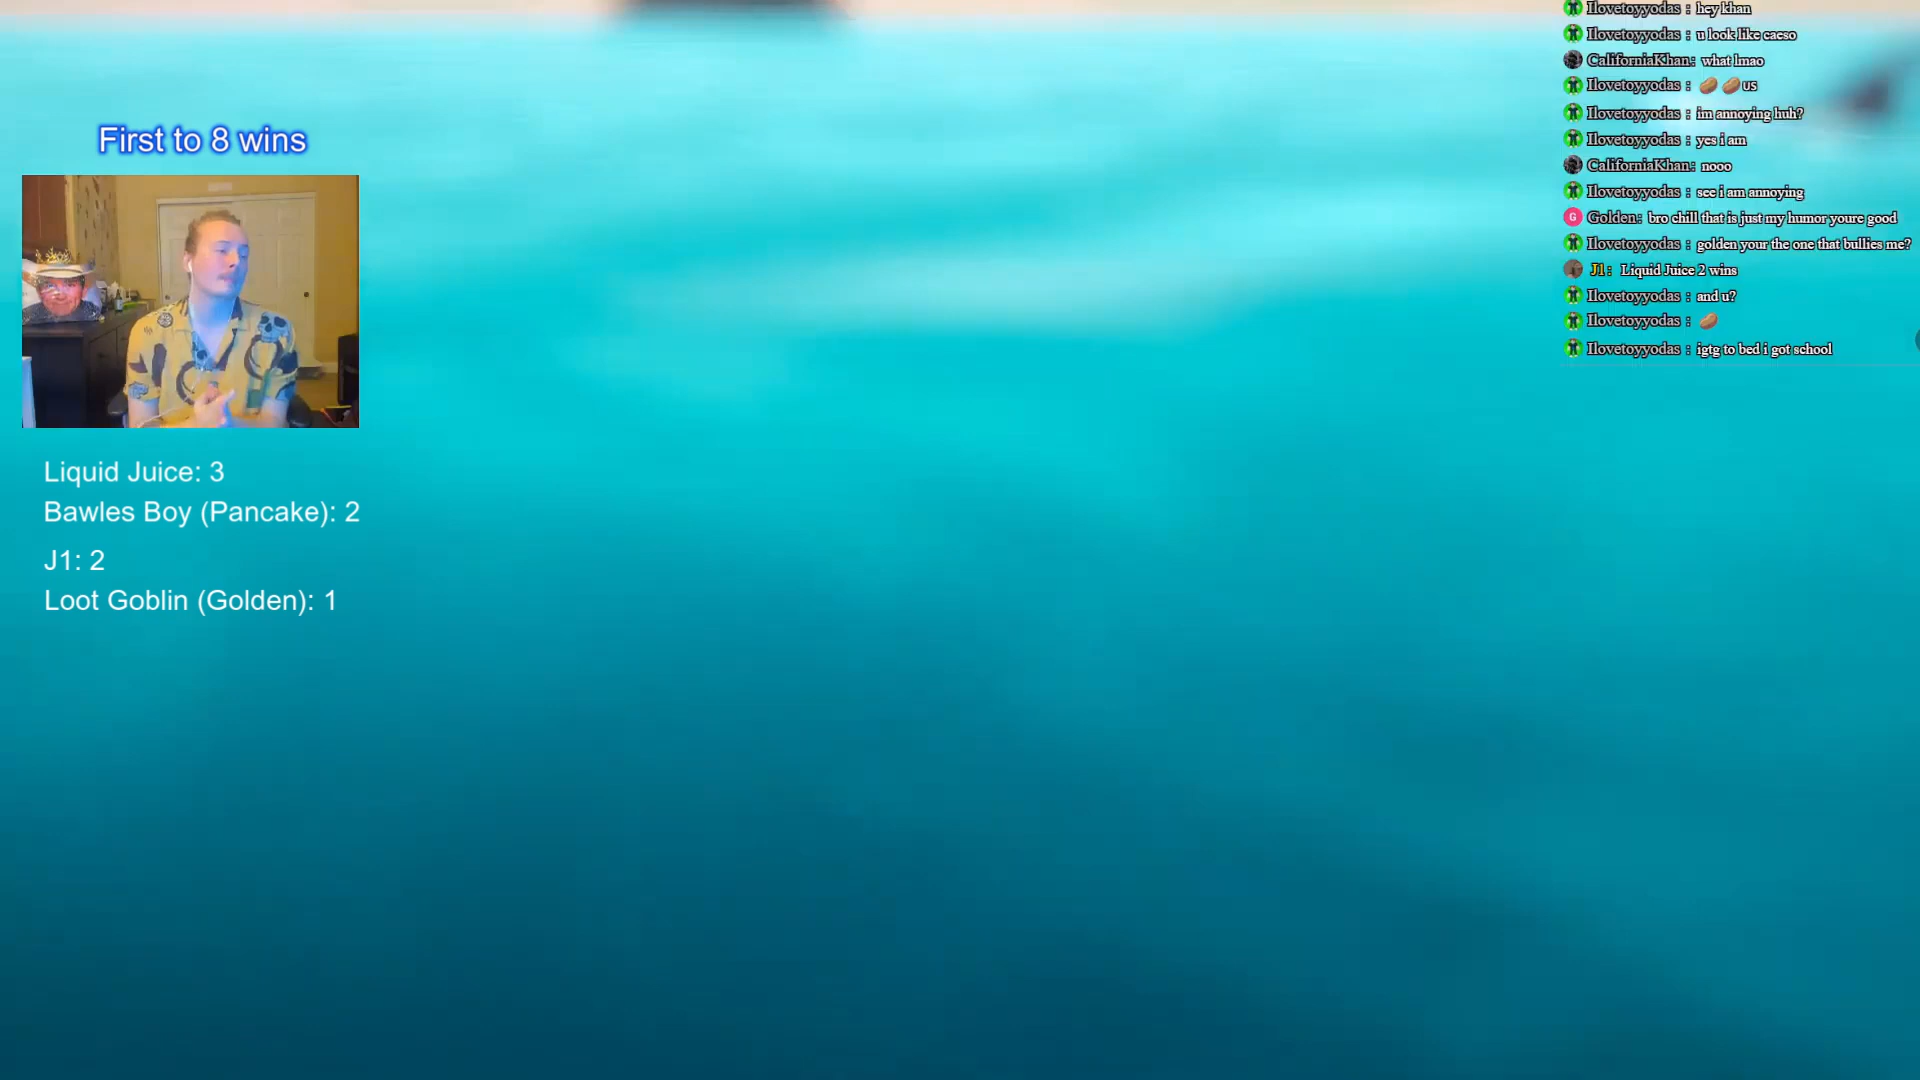 First to 8 wins
Liquid Juice: 3
Bawles Boy (Pancake): 2
J1: 2
Loot Goblin (Golden): 1
Ilovetoyyodas : hey khan
Ilovetoyyodas : u look like caeso
CaliforniaKhan: what lmao
Ilovetoyyodas : 🥔🥔us
Ilovetoyyodas : im annoying huh?
Ilovetoyyodas : yes i am
CaliforniaKhan: nooo
Ilovetoyyodas : see i am annoying
G Golden: bro chill that is just my humor youre good
Ilovetoyyodas : golden your the one that bullies me?
J1: Liquid Juice 2 wins
Ilovetoyyodas : and u?
Ilovetoyyodas : 🥔
Ilovetoyyodas : igtg to bed i got school